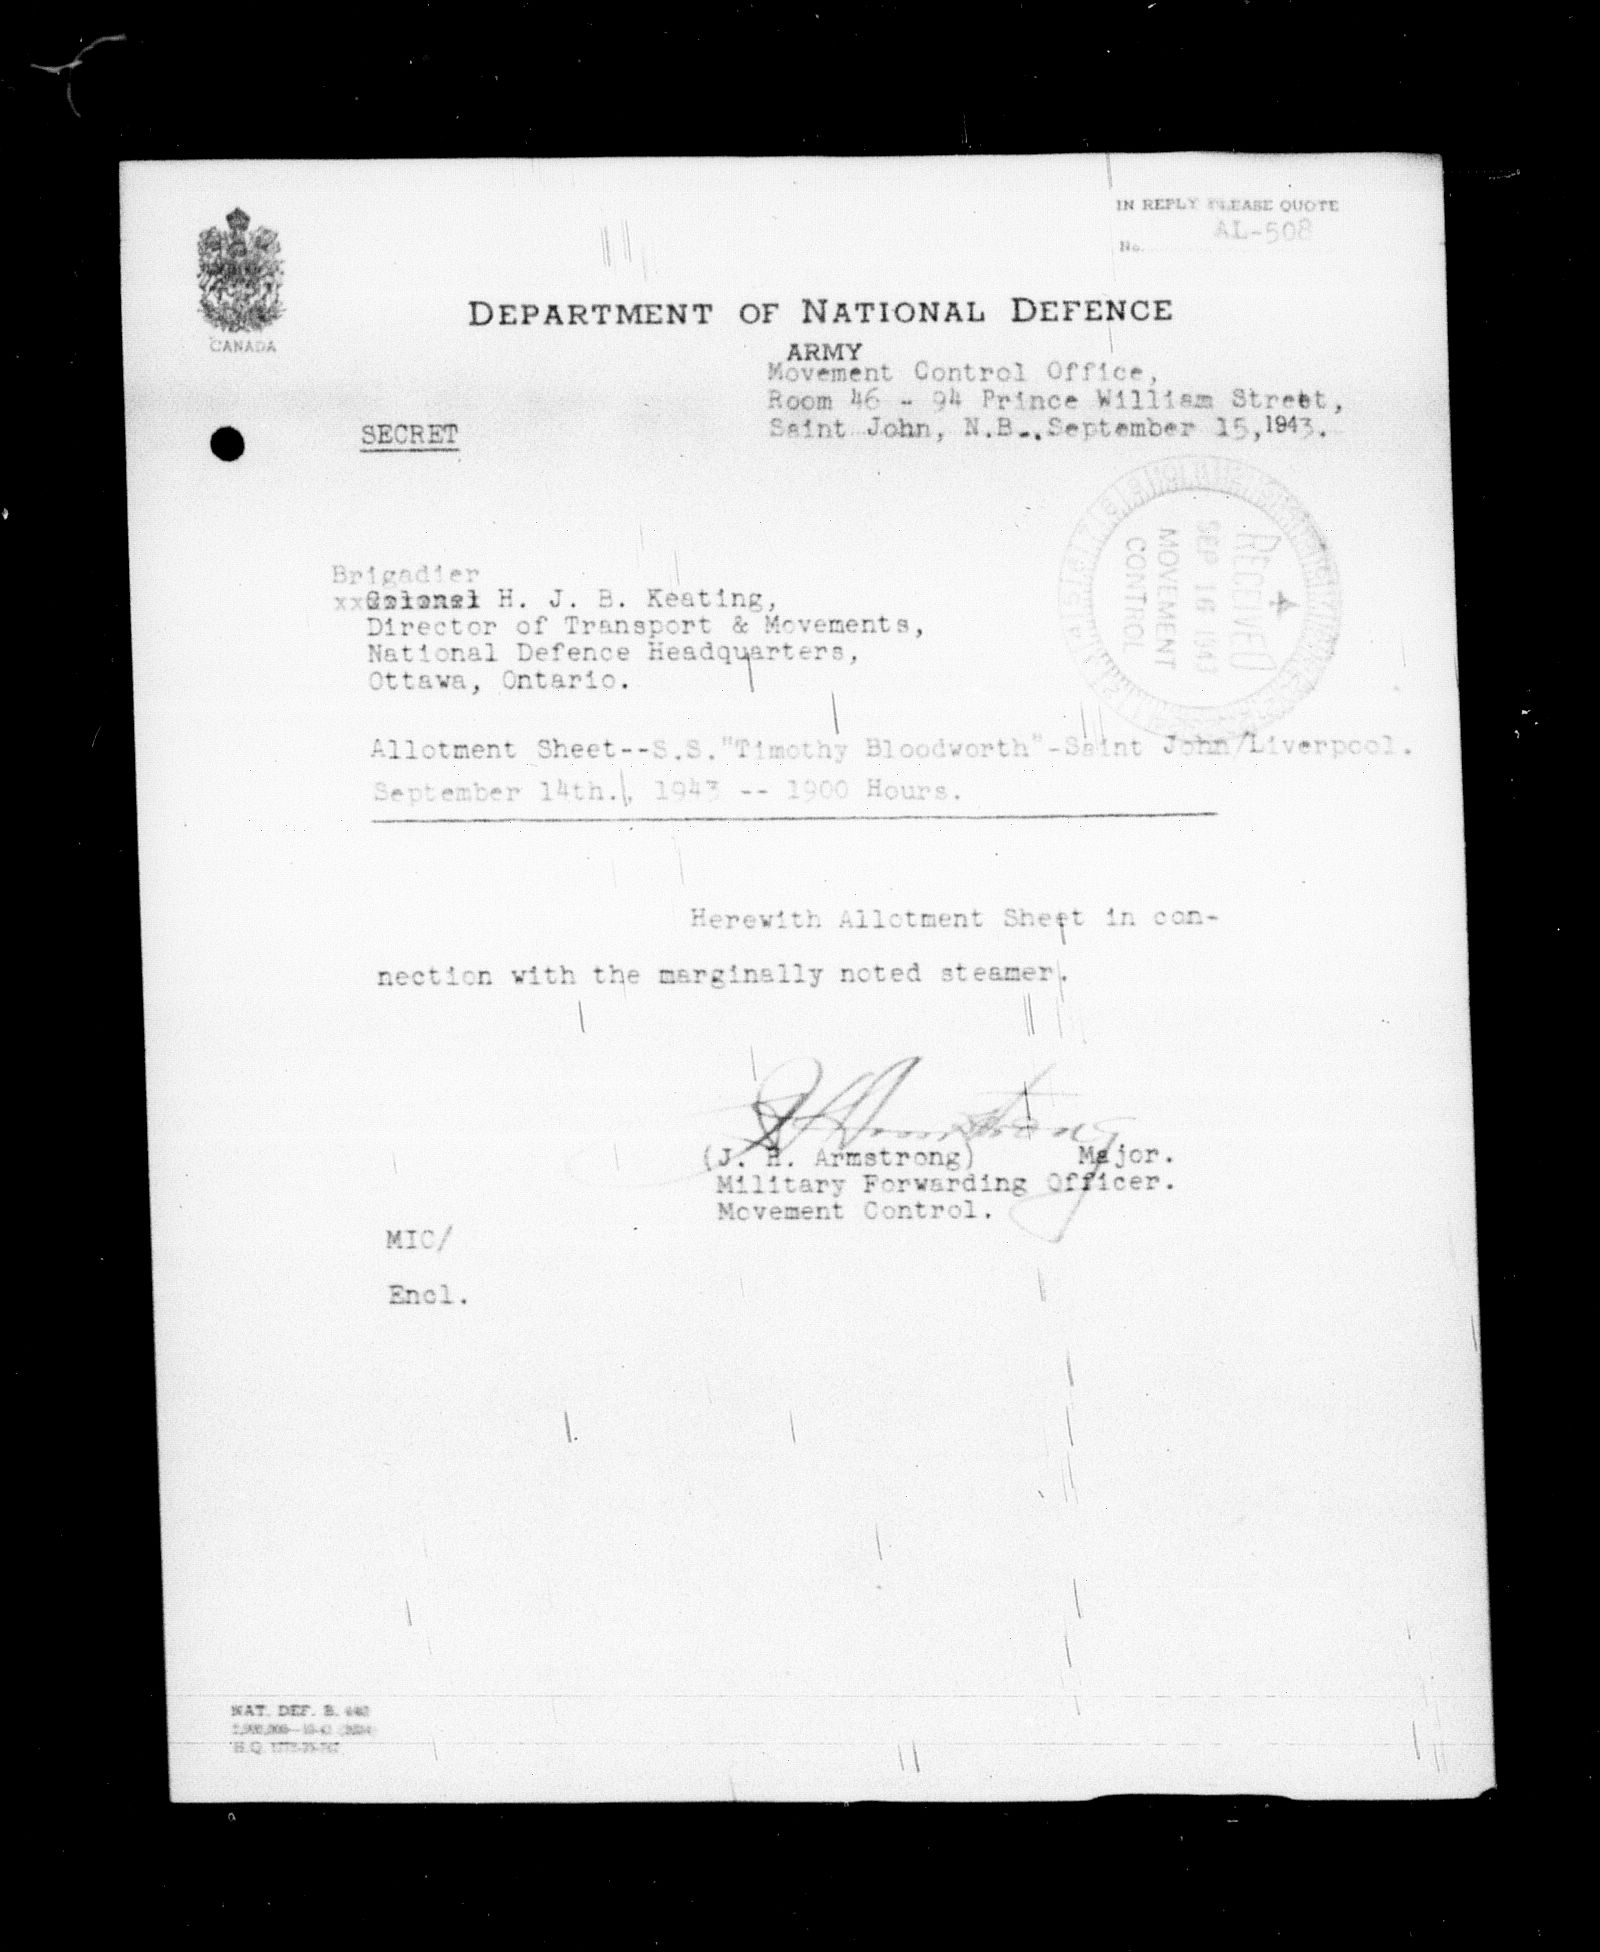 IN REPLY PLEASE QUOTE
AL-508
No.
CANADA
DEPARTMENT OF NATIONAL DEFENCE
ARMY
Movement Control Office,
Room 46 - 94 Prince William Street,
SECRET
Saint John, N.B., September 15, 1943.
RECEIVED
SEP 16 1943
MOVEMENT
CONTROL
Brigadier
xxColonel H. J. B. Keating,
Director of Transport & Movements,
National Defence Headquarters,
Ottawa, Ontario.
Allotment Sheet--S.S."Timothy Bloodworth"-Saint John/Liverpool.
September 14th., 1943 -- 1900 Hours.
Herewith Allotment Sheet in con-
nection with the marginally noted steamer.
(J. H. Armstrong) Major.
Military Forwarding Officer.
Movement Control.
MIC/
Encl.
NAT. DEF. B.
H.Q.